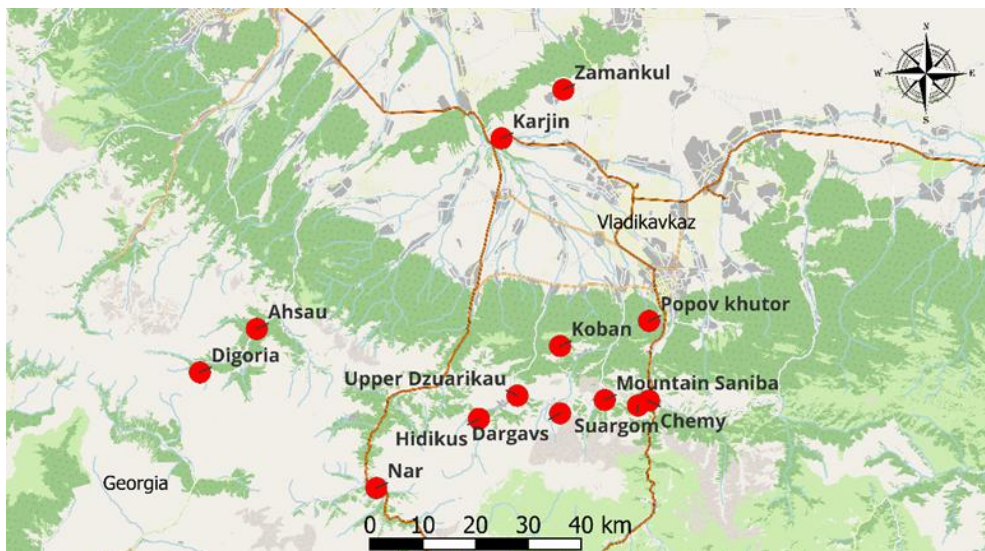 N
Zamankul
W
E
Karjin
S
Vladikavkaz
Popov khutor
Ahsau
Koban
Digoria
Upper Dzuarikau
Mountain Saniba
Hidikus
Dargavs
Suargom
Chemy
Nar
Georgia
0 10 20 30 40 km